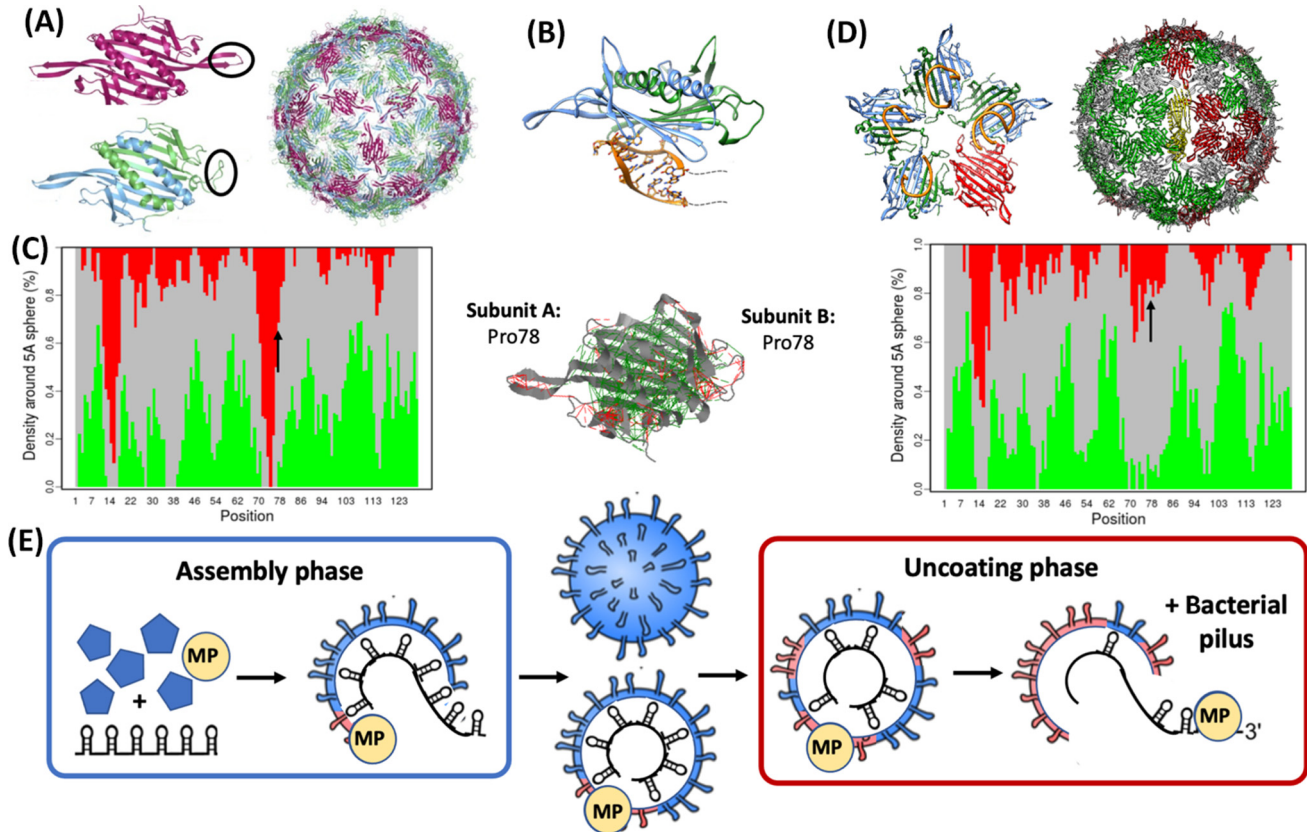 (A)
(B)
(D)
(C)
Density around 5A sphere (%)
1.0
0.8
0.6
0.4
0.2
0.0
1 7 14 22 30 38 46 54 62 70 78 86 94 103 113 123
Position
Subunit A:
Pro78
Subunit B:
Pro78
Density around 5A sphere (%)
1.0
0.8
0.6
0.4
0.2
0.0
1 7 14 22 30 38 46 54 62 70 78 86 94 103 113 123
Position
(E)
Assembly phase
MP
+
MP
MP
Uncoating phase
+ Bacterial
pilus
MP
MP
3'